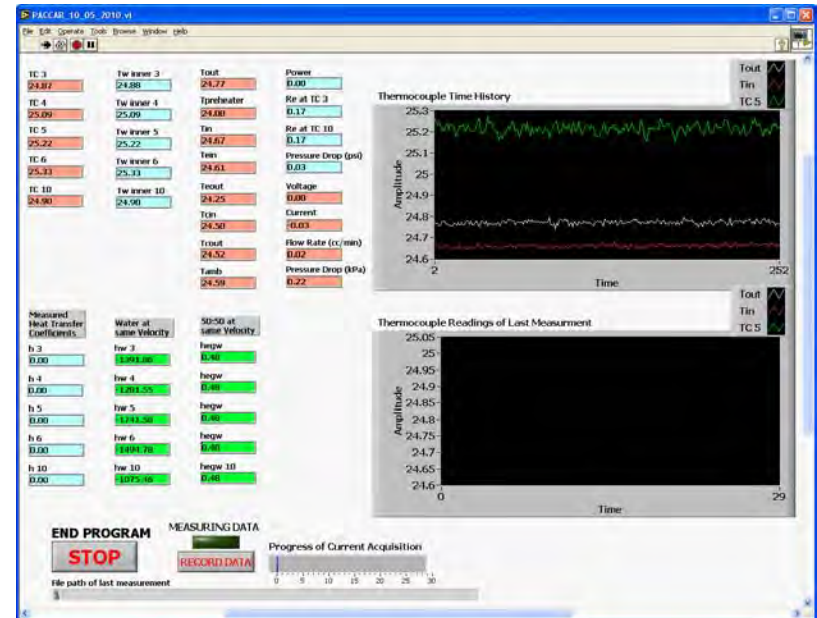 PACCAR_10_05_2010.vi
File Edit Operate Tools Browse Window Help
TC 3 Tw inner 3 Tout Power
24.87 24.88 24.77 0.00
TC 4 Tw inner 4 Tpreheater Re at TC 3
25.09 25.09 24.00 0.17
TC 5 Tw inner 5 Tin Re at TC 10
25.22 25.22 24.67 0.17
TC 6 Tw inner 6 Tein Pressure Drop (psi)
25.33 25.33 24.61 0.03
TC 10 Tw inner 10 Teout Voltage
24.90 24.90 24.25 0.00
Tcin Current
24.50 -0.03
Tcout Flow Rate (cc/min)
24.52 0.02
Tamb Pressure Drop (kPa)
24.59 0.22
Thermocouple Time History
Tout
Tin
TC 5
Amplitude
25.3
25.2
25.1
25
24.9
24.8
24.7
24.6
2 252
Time
Measured Heat Transfer Coefficients
Water at same Velocity
50:50 at same Velocity
h 3 hw 3 hegw
0.00 0.40
h 4 hw 4 hegw
0.00 -1201.55 0.40
h 5 hw 5 hegw
0.00 0.40
h 6 hw 6 hegw
0.00 -1494.78 0.40
h 10 hw 10 hegw 10
0.00 -1075.46 0.40
Thermocouple Readings of Last Measurment
Tout
Tin
TC 5
Amplitude
25.05
25
24.95
24.9
24.85
24.8
24.75
24.7
24.65
24.6
0 29
Time
END PROGRAM
STOP
MEASURING DATA
RECORD DATA
Progress of Current Acquisition
0 5 10 15 20 25 30
File path of last measurement